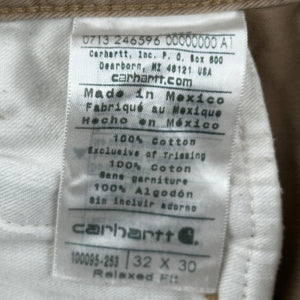 0713 246596 00000000 A1
Carhartt, Inc. P. O. Box 600
Dearborn, MI 48121 USA
carhartt.com
Made in Mexico
Fabriqué au Mexique
Hecho en México
100% Cotton
Exclusive of Trimming
100% Coton
Sans garniture
100% Algodón
Sin incluir adorno
carhartt
100095-253 32 X 30
Relaxed Fit